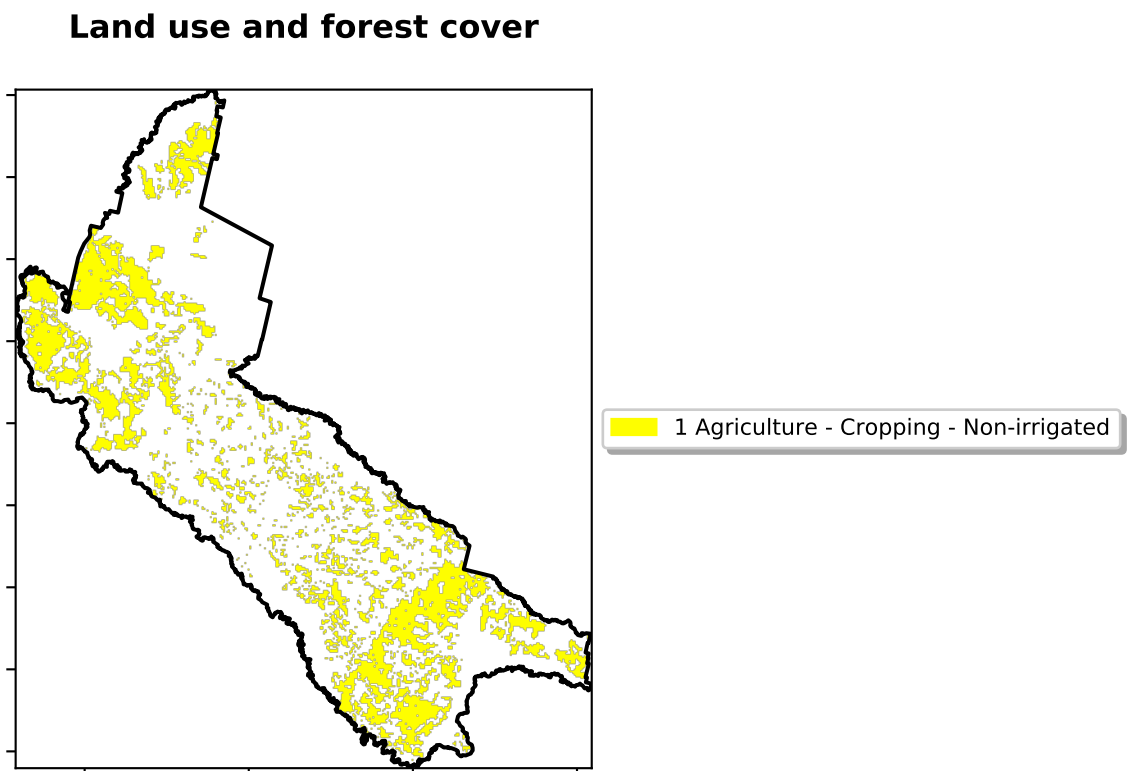 Land use and forest cover
1 Agriculture - Cropping - Non-irrigated